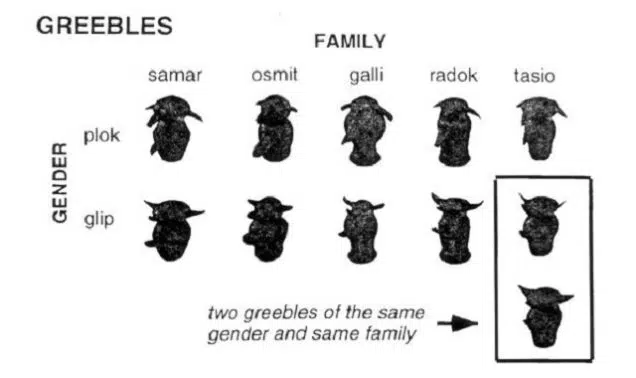 GREEBLES
FAMILY
samar osmit galli radok tasio
GENDER
plok
glip
two greebles of the same
gender and same family